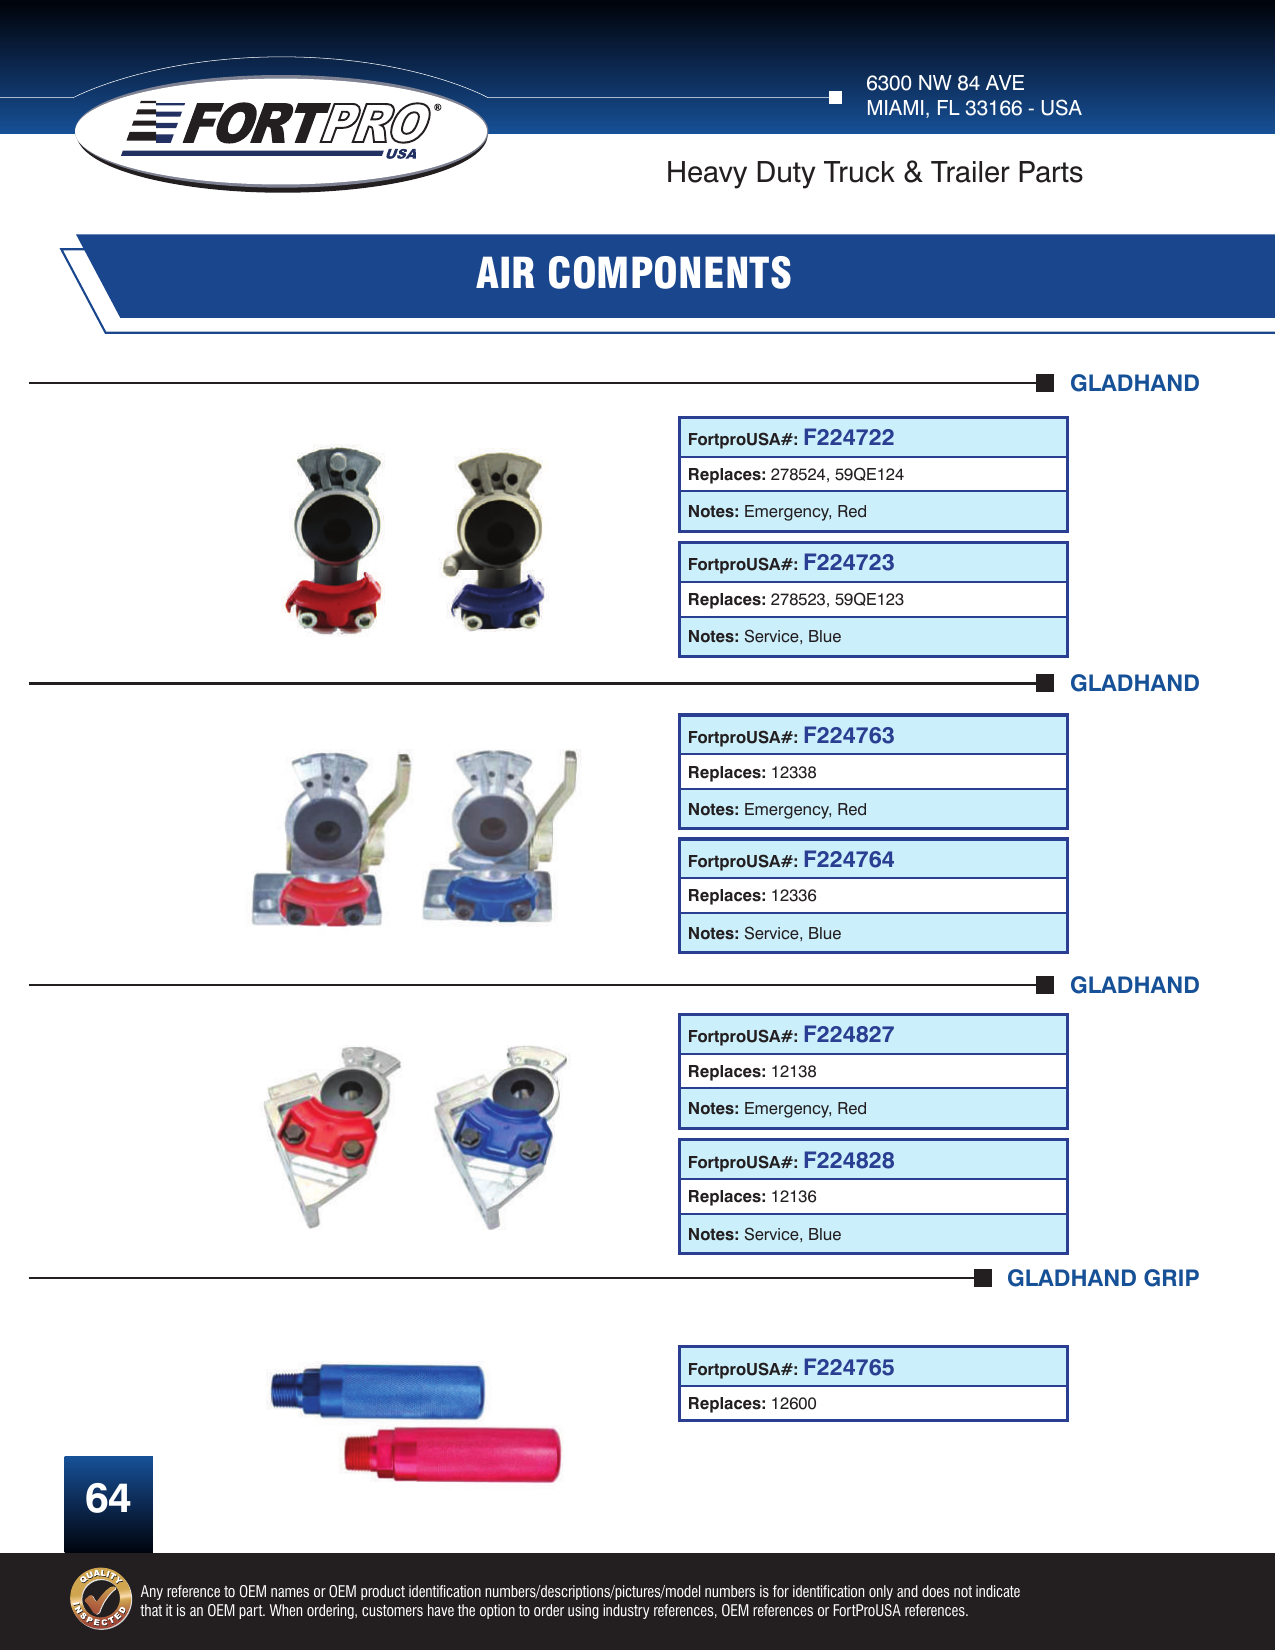 FORTPRO®
USA
6300 NW 84 AVE
MIAMI, FL 33166 - USA
Heavy Duty Truck & Trailer Parts
AIR COMPONENTS
GLADHAND
FortproUSA#: F224722
Replaces: 278524, 59QE124
Notes: Emergency, Red
FortproUSA#: F224723
Replaces: 278523, 59QE123
Notes: Service, Blue
GLADHAND
FortproUSA#: F224763
Replaces: 12338
Notes: Emergency, Red
FortproUSA#: F224764
Replaces: 12336
Notes: Service, Blue
GLADHAND
FortproUSA#: F224827
Replaces: 12138
Notes: Emergency, Red
FortproUSA#: F224828
Replaces: 12136
Notes: Service, Blue
GLADHAND GRIP
FortproUSA#: F224765
Replaces: 12600
64
QUALITY
INSPECTED
Any reference to OEM names or OEM product identification numbers/descriptions/pictures/model numbers is for identification only and does not indicate
that it is an OEM part. When ordering, customers have the option to order using industry references, OEM references or FortProUSA references.